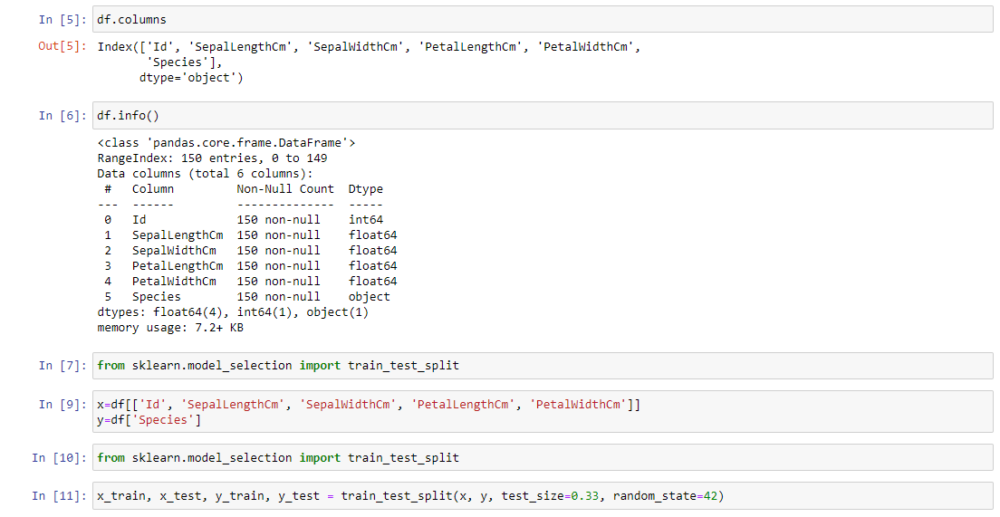 In [5]: df.columns
Out[5]: Index(['Id', 'SepalLengthCm', 'SepalWidthCm', 'PetalLengthCm', 'PetalWidthCm',
       'Species'],
      dtype='object')
In [6]: df.info()
<class 'pandas.core.frame.DataFrame'>
RangeIndex: 150 entries, 0 to 149
Data columns (total 6 columns):
 #   Column         Non-Null Count  Dtype
---  ------         --------------  -----
 0   Id             150 non-null    int64
 1   SepalLengthCm  150 non-null    float64
 2   SepalWidthCm   150 non-null    float64
 3   PetalLengthCm  150 non-null    float64
 4   PetalWidthCm   150 non-null    float64
 5   Species        150 non-null    object
dtypes: float64(4), int64(1), object(1)
memory usage: 7.2+ KB
In [7]: from sklearn.model_selection import train_test_split
In [9]: x=df[['Id', 'SepalLengthCm', 'SepalWidthCm', 'PetalLengthCm', 'PetalWidthCm']]
y=df['Species']
In [10]: from sklearn.model_selection import train_test_split
In [11]: x_train, x_test, y_train, y_test = train_test_split(x, y, test_size=0.33, random_state=42)